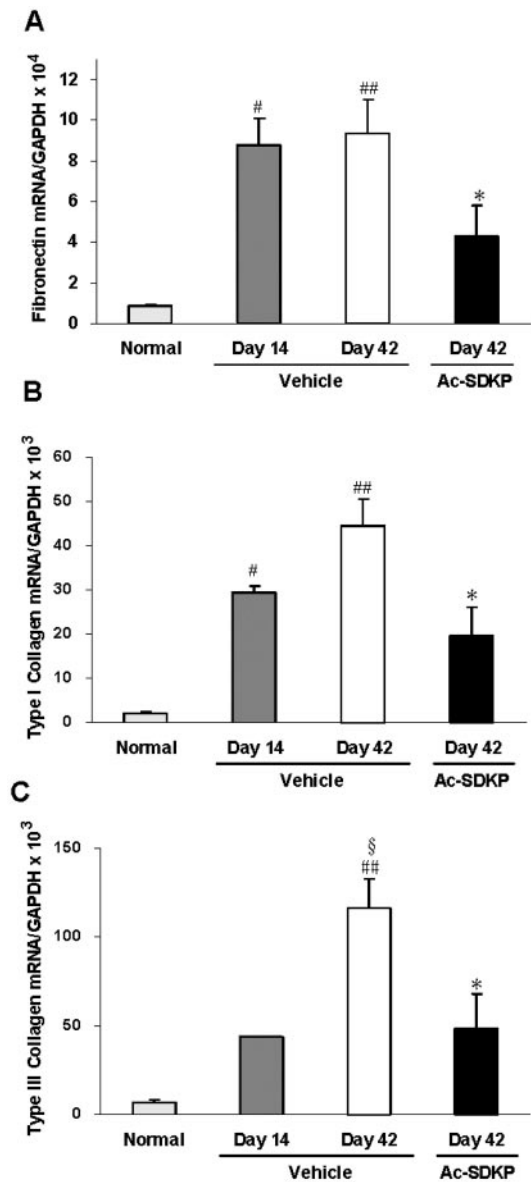 A
Fibronectin mRNA/GAPDH x 10⁴
12
10
8
6
4
2
0
#
##
*
Normal
Day 14
Day 42
Day 42
Vehicle
Ac-SDKP
B
Type I Collagen mRNA/GAPDH x 10³
60
50
40
30
20
10
0
#
##
*
Normal
Day 14
Day 42
Day 42
Vehicle
Ac-SDKP
C
Type III Collagen mRNA/GAPDH x 10³
150
100
50
0
§
##
*
Normal
Day 14
Day 42
Day 42
Vehicle
Ac-SDKP